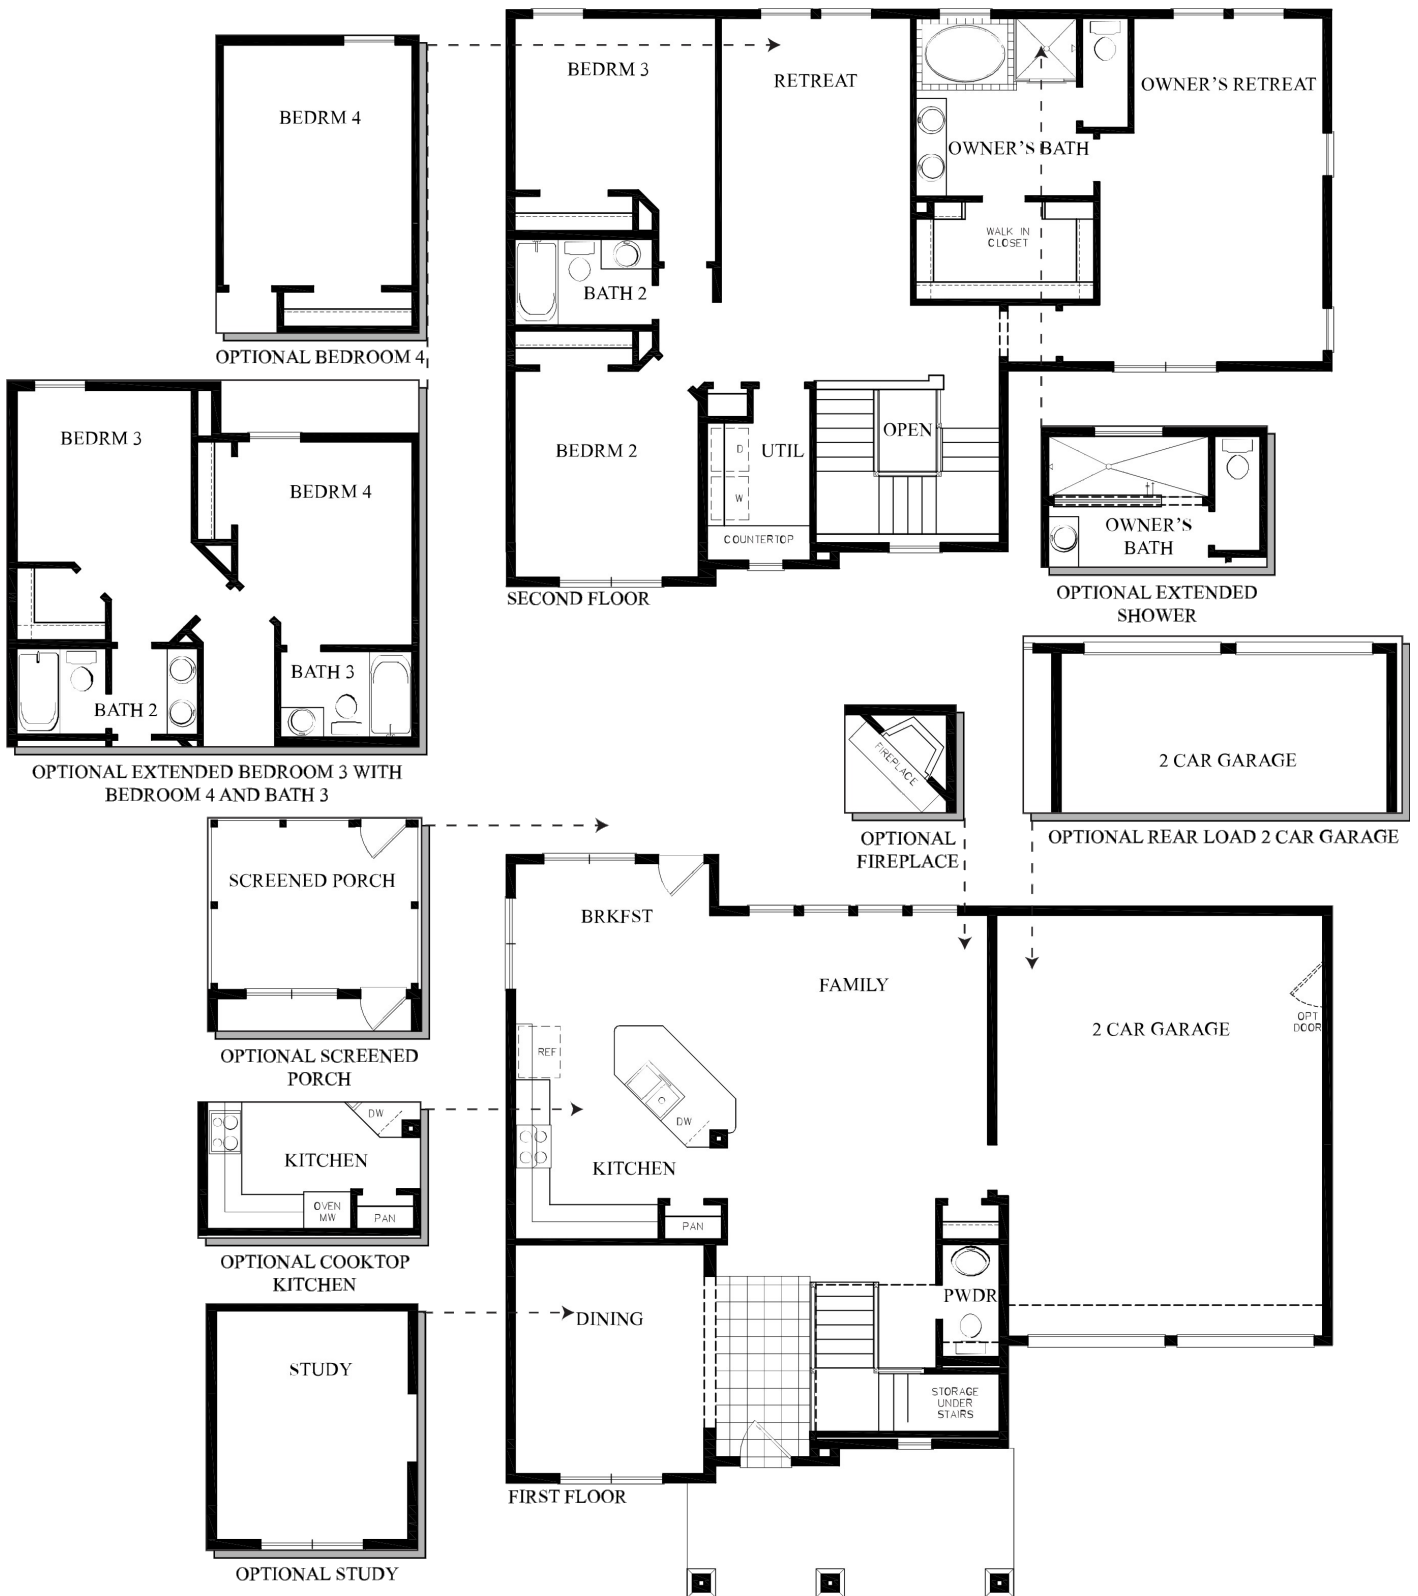 BEDRM 4
OPTIONAL BEDROOM 4
BEDRM 3
RETREAT
OWNER'S RETREAT
OWNER'S BATH
WALK IN
CLOSET
BATH 2
BEDRM 2
D
W
UTIL
COUNTERTOP
OPEN
SECOND FLOOR
OWNER'S
BATH
OPTIONAL EXTENDED
SHOWER
BEDRM 3
BEDRM 4
BATH 3
BATH 2
OPTIONAL EXTENDED BEDROOM 3 WITH
BEDROOM 4 AND BATH 3
FIREPLACE
OPTIONAL
FIREPLACE
2 CAR GARAGE
OPTIONAL REAR LOAD 2 CAR GARAGE
SCREENED PORCH
OPTIONAL SCREENED
PORCH
DW
KITCHEN
OVEN
MW
PAN
OPTIONAL COOKTOP
KITCHEN
STUDY
OPTIONAL STUDY
BRKFST
FAMILY
2 CAR GARAGE
OPT
DOOR
REF
DW
KITCHEN
PAN
DINING
PWDR
STORAGE
UNDER
STAIRS
FIRST FLOOR